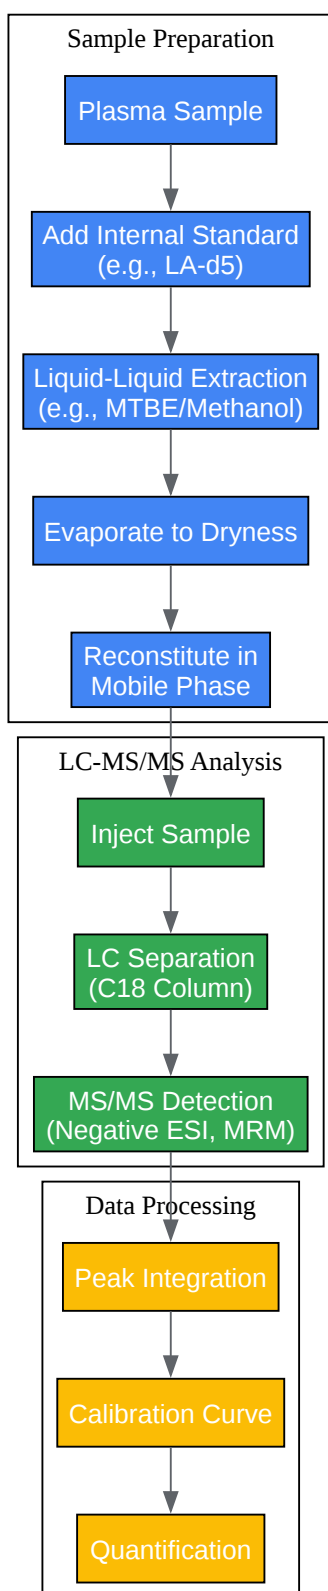 Sample Preparation
Plasma Sample
Add Internal Standard
(e.g., LA-d5)
Liquid-Liquid Extraction
(e.g., MTBE/Methanol)
Evaporate to Dryness
Reconstitute in
Mobile Phase
LC-MS/MS Analysis
Inject Sample
LC Separation
(C18 Column)
MS/MS Detection
(Negative ESI, MRM)
Data Processing
Peak Integration
Calibration Curve
Quantification